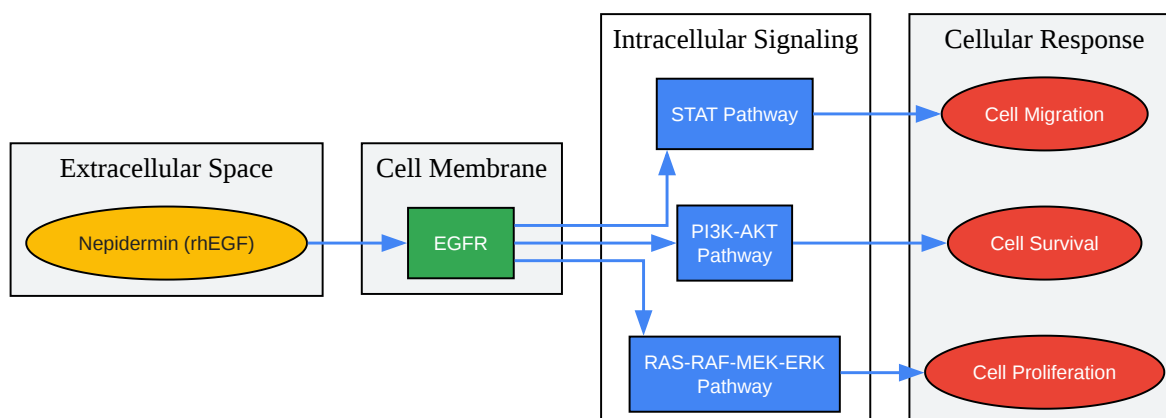 Extracellular Space
Nepidermin (rhEGF)
Cell Membrane
EGFR
Intracellular Signaling
STAT Pathway
PI3K-AKT
Pathway
RAS-RAF-MEK-ERK
Pathway
Cellular Response
Cell Migration
Cell Survival
Cell Proliferation